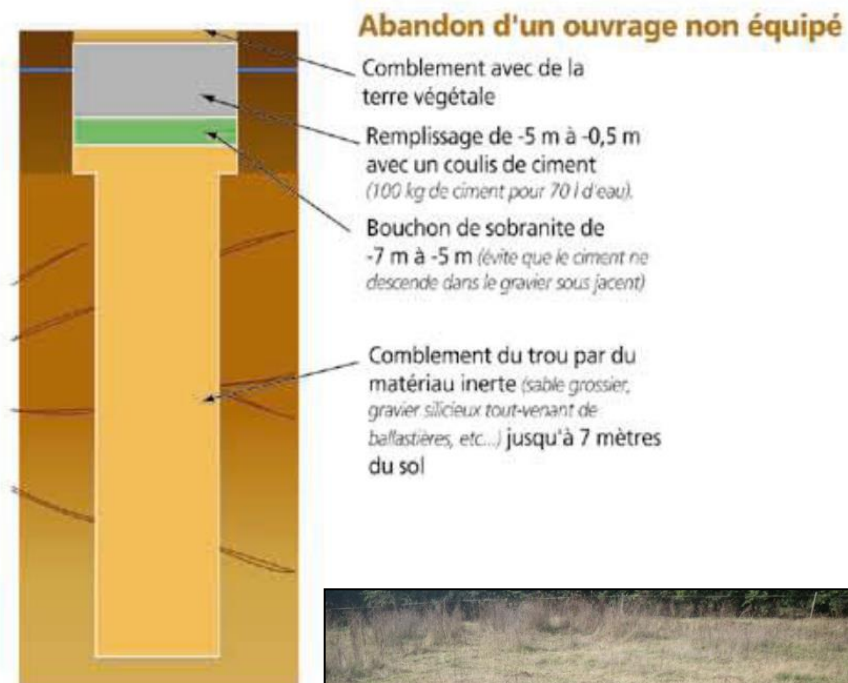 Abandon d'un ouvrage non équipé
Comblement avec de la
terre végétale
Remplissage de -5 m à -0,5 m
avec un coulis de ciment
(100 kg de ciment pour 70 l d'eau).
Bouchon de sobranite de
-7 m à -5 m (évite que le ciment ne
descende dans le gravier sous jacent)
Comblement du trou par du
matériau inerte (sable grossier,
gravier silicieux tout-venant de
ballastières, etc...) jusqu'à 7 mètres
du sol